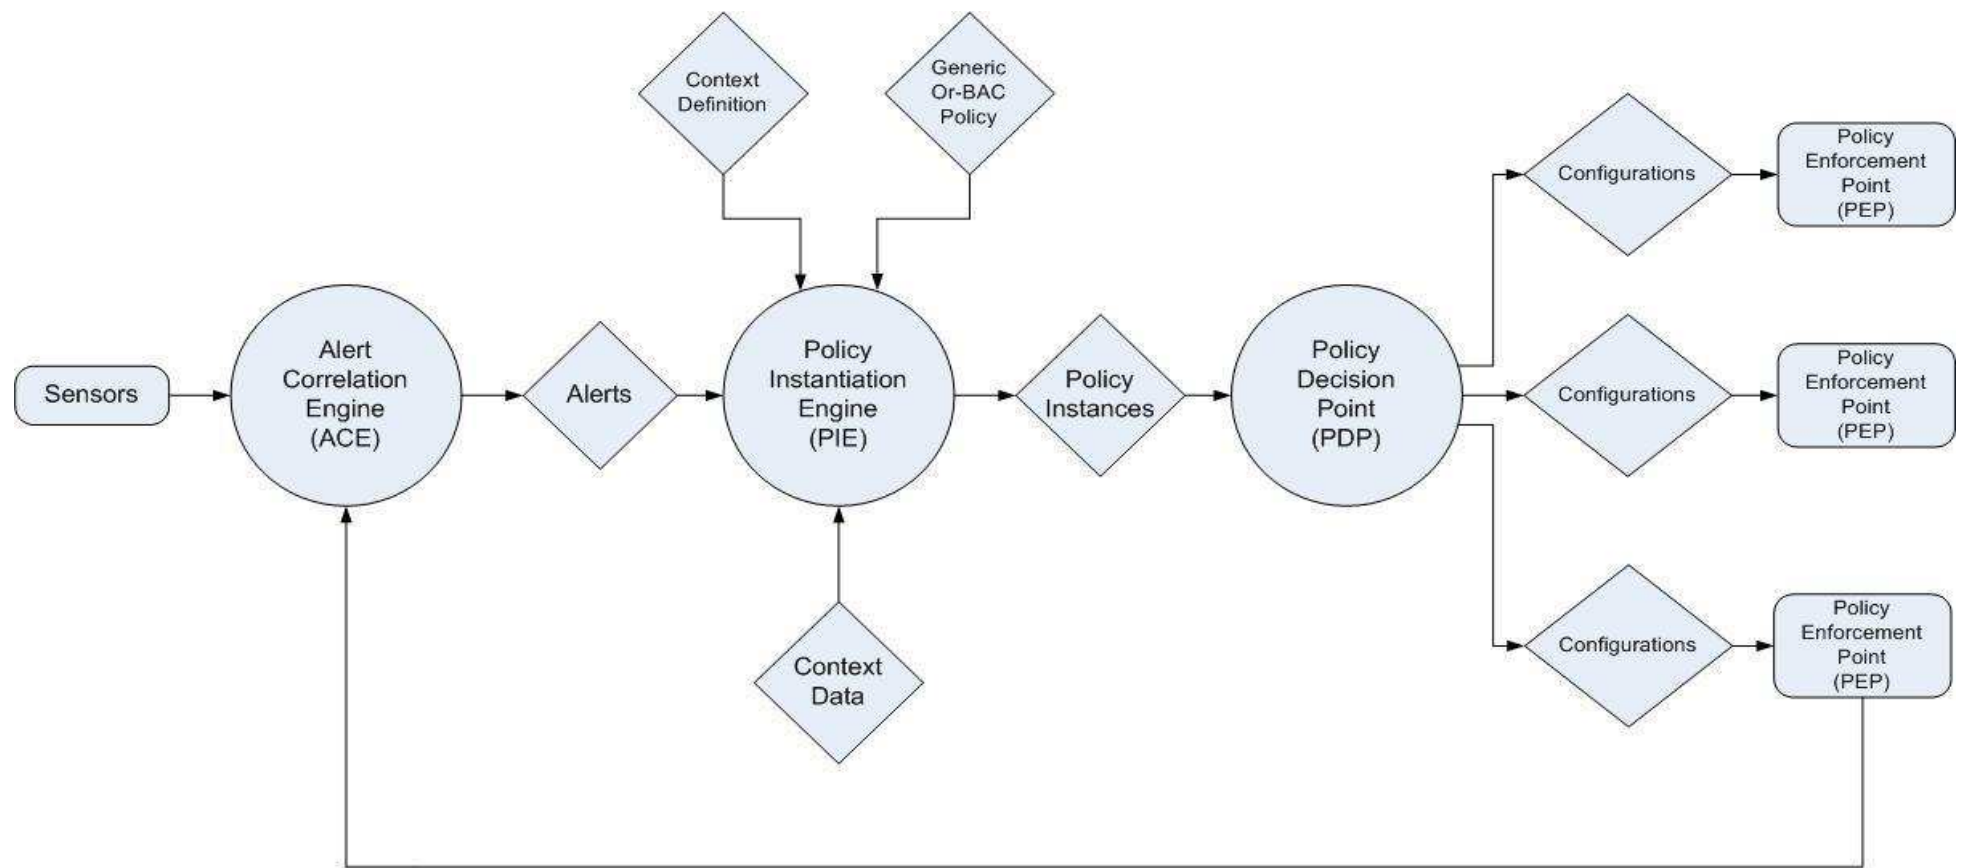 Context
Definition
Generic
Or-BAC
Policy
Configurations
Policy
Enforcement
Point
(PEP)
Sensors
Alert
Correlation
Engine
(ACE)
Alerts
Policy
Instantiation
Engine
(PIE)
Policy
Instances
Policy
Decision
Point
(PDP)
Configurations
Policy
Enforcement
Point
(PEP)
Context
Data
Configurations
Policy
Enforcement
Point
(PEP)